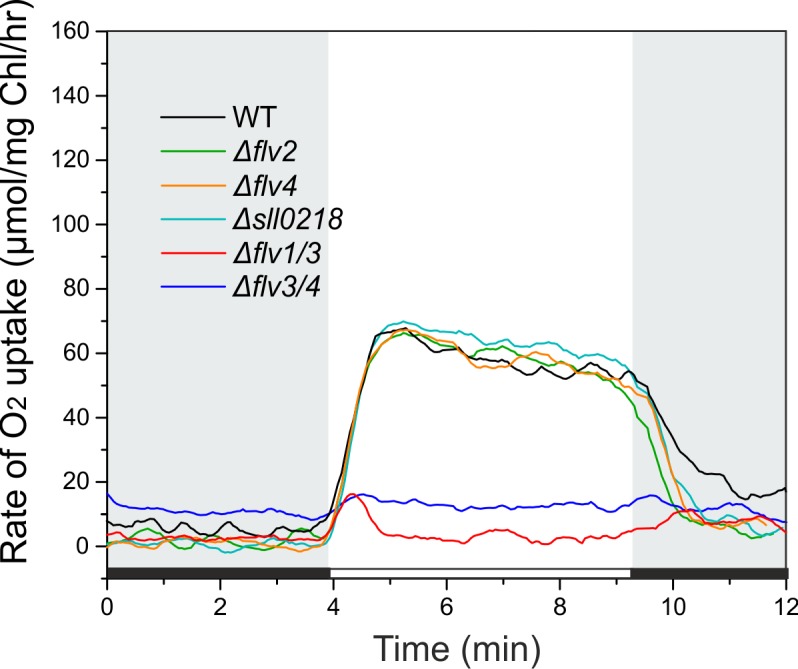 Rate of O2 uptake (μmol/mg Chl/hr)
160
140
120
100
80
60
40
20
0
WT
Δflv2
Δflv4
Δsll0218
Δflv1/3
Δflv3/4
0 2 4 6 8 10 12
Time (min)